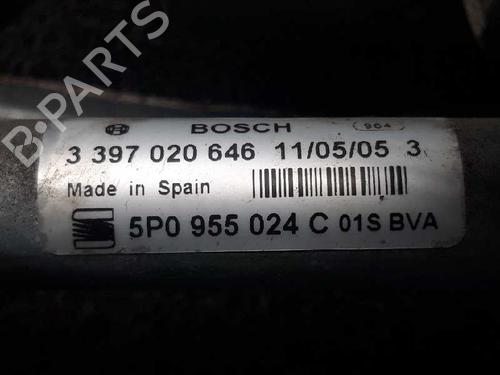 BOSCH 904
3 397 020 646 11/05/05 3
Made in Spain
5P0 955 024 C 01S BVA
B-PARTS